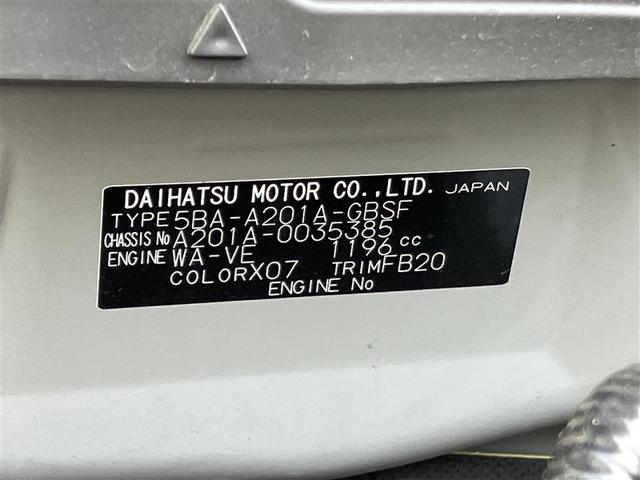 DAIHATSU MOTOR CO.,LTD. JAPAN
TYPE 5BA-A201A-GBSF
CHASSIS No A201A-0035385
ENGINE WA-VE 1196 cc
COLOR X07 TRIM FB20
ENGINE No